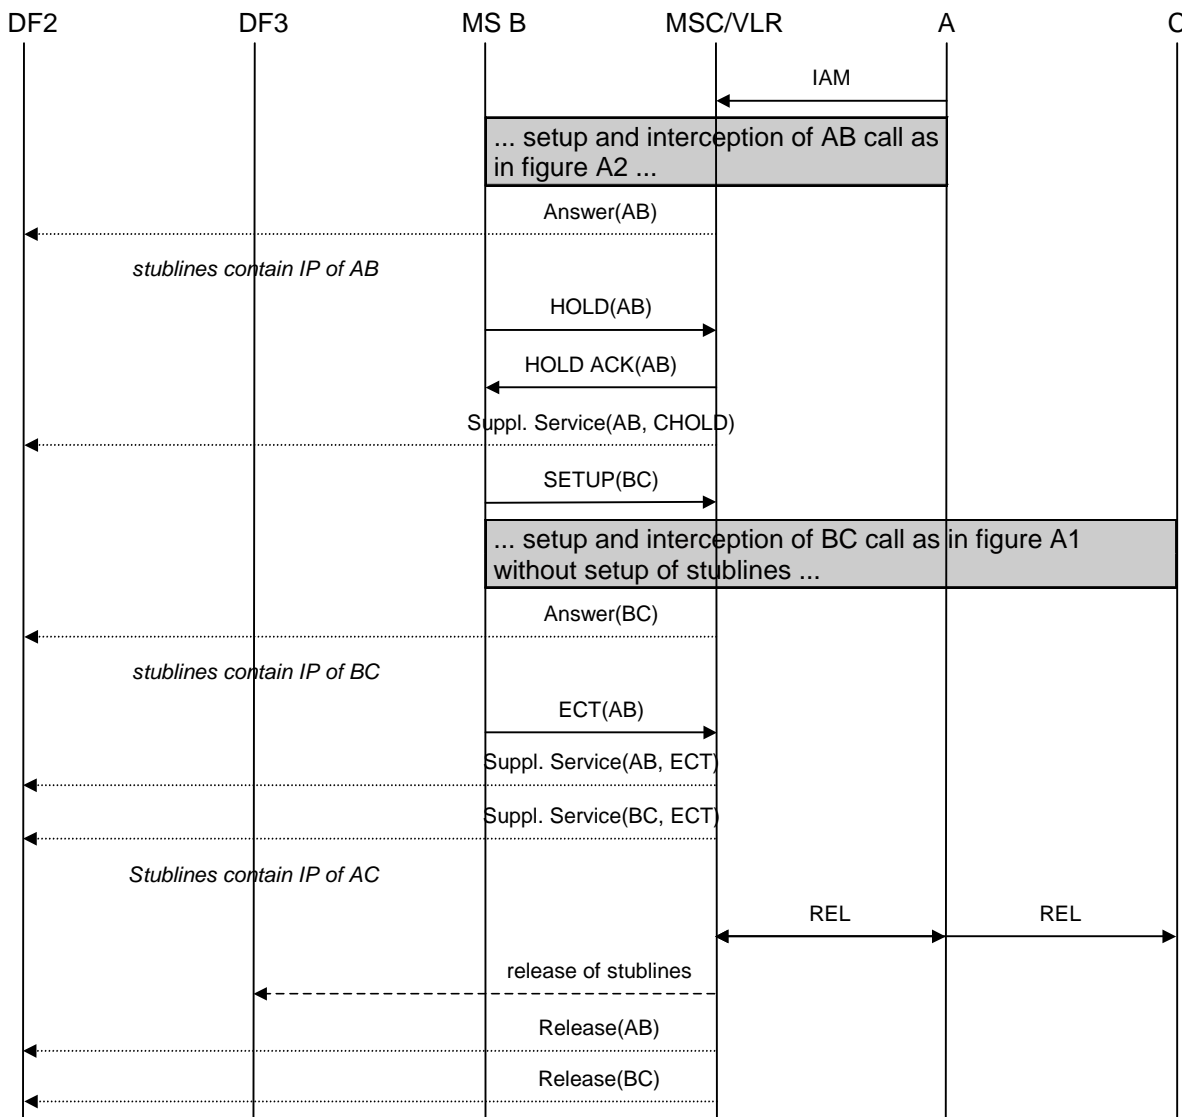 DF2 DF3 MS B MSC/VLR A C
IAM
... setup and interception of AB call as
in figure A2 ...
Answer(AB)
stublines contain IP of AB
HOLD(AB)
HOLD ACK(AB)
Suppl. Service(AB, CHOLD)
SETUP(BC)
... setup and interception of BC call as in figure A1
without setup of stublines ...
Answer(BC)
stublines contain IP of BC
ECT(AB)
Suppl. Service(AB, ECT)
Suppl. Service(BC, ECT)
Stublines contain IP of AC
REL REL
release of stublines
Release(AB)
Release(BC)